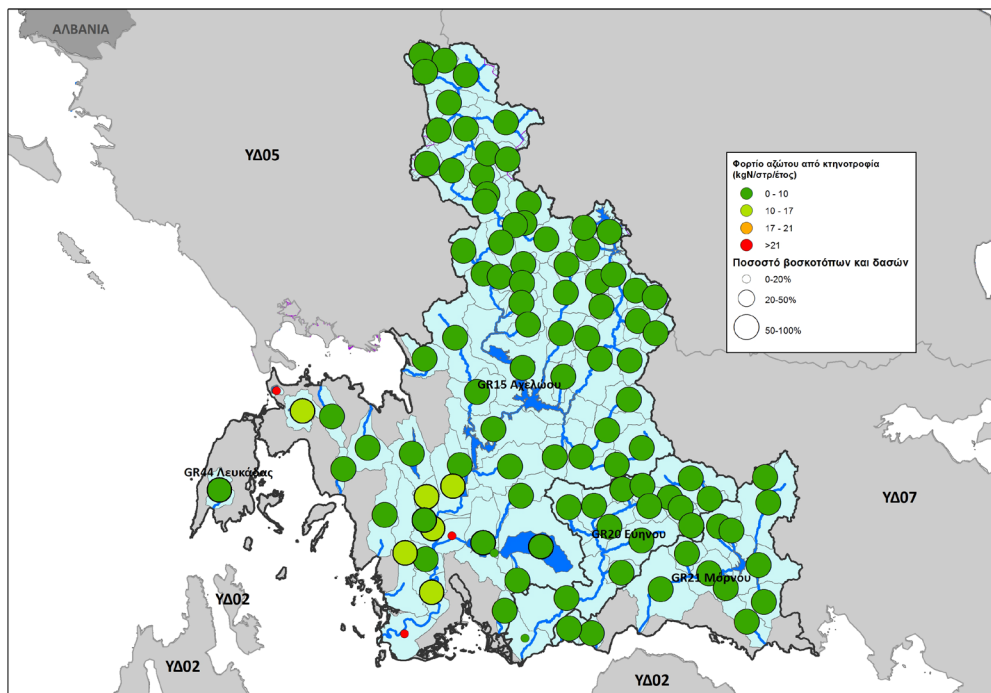 ΑΛΒΑΝΙΑ
ΥΔ05
Φορτίο αζώτου από κτηνοτροφία
(kgN/στρ/έτος)
0 - 10
10 - 17
17 - 21
>21
Ποσοστό βοσκοτόπων και δασών
0-20%
20-50%
50-100%
GR15 Αχελώου
GR44 Λευκάδας
ΥΔ07
GR20 Εύηνου
GR21 Μόρνου
ΥΔ02
ΥΔ02
ΥΔ02